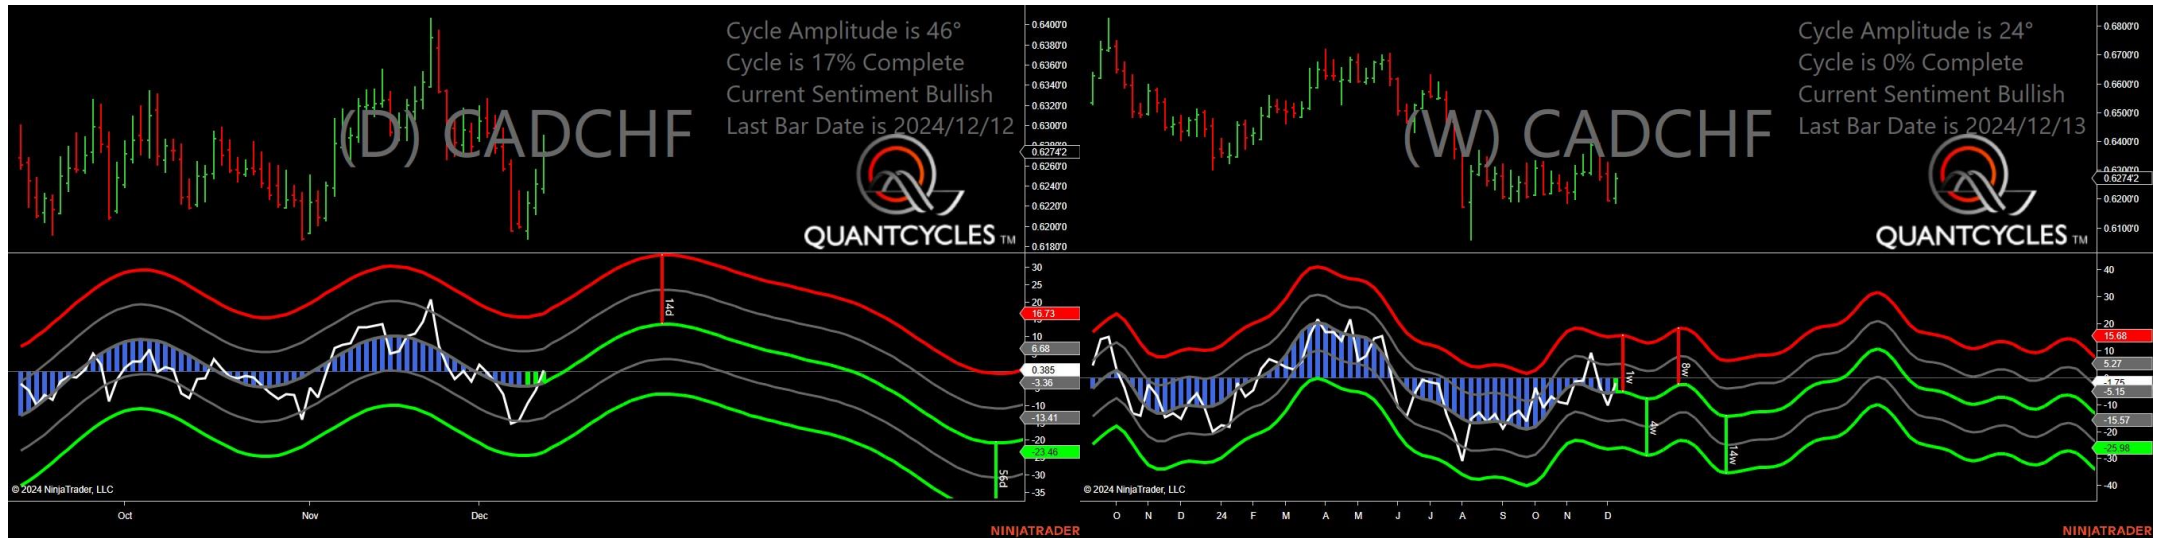 Cycle Amplitude is 46°
Cycle is 17% Complete
Current Sentiment Bullish
Last Bar Date is 2024/12/12
(D) CADCHF
QUANTCYCLES TM
0.6400'0
0.6380'0
0.6360'0
0.6340'0
0.6320'0
0.6300'0
0.6274'2
0.6260'0
0.6240'0
0.6220'0
0.6200'0
0.6180'0
14d
56d
30
25
20
16.73
10
6.68
0.385
-3.36
-10
-13.41
-20
-23.46
-30
-35
© 2024 NinjaTrader, LLC
Oct
Nov
Dec
NINJATRADER
Cycle Amplitude is 24°
Cycle is 0% Complete
Current Sentiment Bullish
Last Bar Date is 2024/12/13
(W) CADCHF
QUANTCYCLES TM
0.6800'0
0.6700'0
0.6600'0
0.6500'0
0.6400'0
0.6300'0
0.6274'2
0.6200'0
0.6100'0
1w
4w
8w
14w
40
30
20
15.68
10
5.27
-1.75
-5.15
-10
-15.57
-20
-25.98
-30
-40
© 2024 NinjaTrader, LLC
O N D 24 F M A M J J A S O N D
NINJATRADER